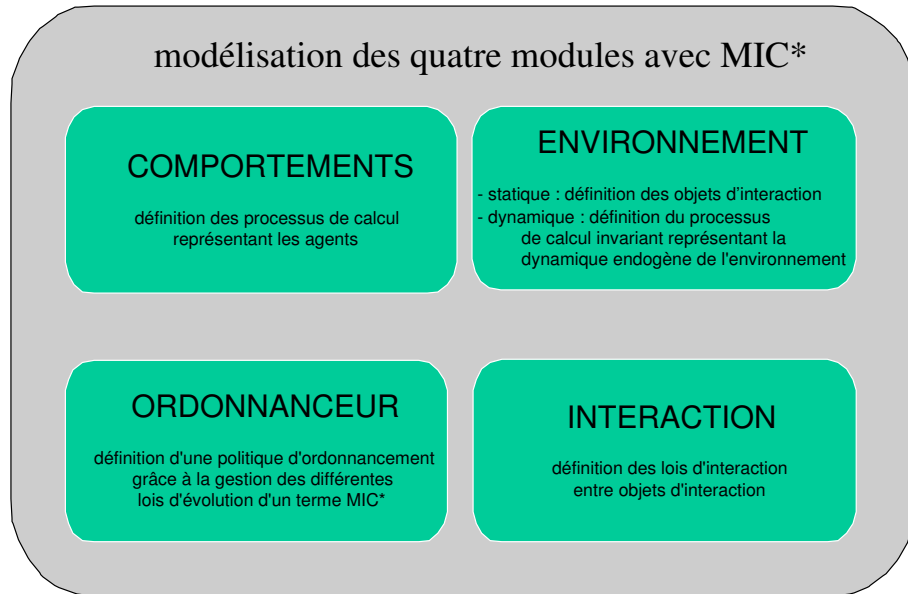 modélisation des quatre modules avec MIC*
COMPORTEMENTS
définition des processus de calcul
représentant les agents
ENVIRONNEMENT
- statique : définition des objets d'interaction
- dynamique : définition du processus
de calcul invariant représentant la
dynamique endogène de l'environnement
ORDONNANCEUR
définition d'une politique d'ordonnancement
grâce à la gestion des différentes
lois d'évolution d'un terme MIC*
INTERACTION
définition des lois d'interaction
entre objets d'interaction